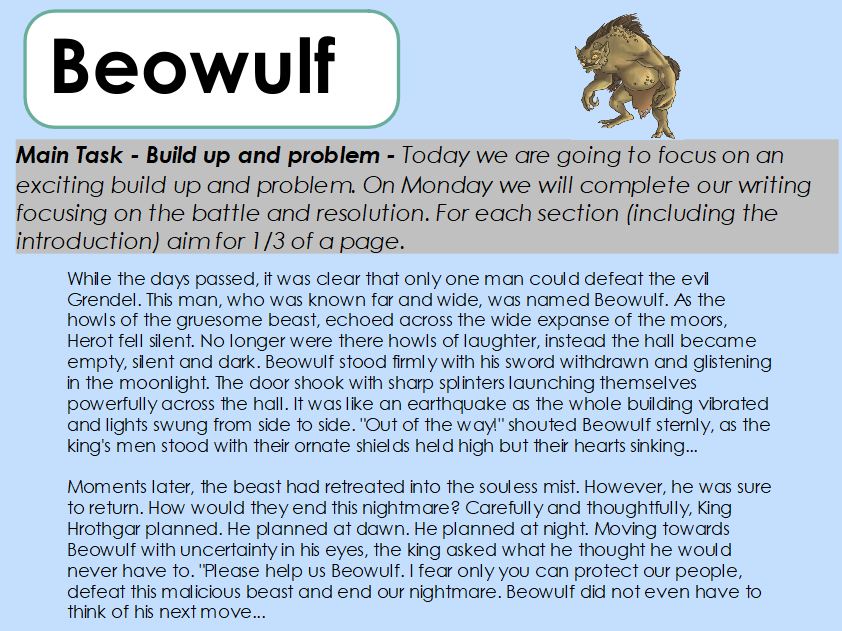 Beowulf
Main Task - Build up and problem - Today we are going to focus on an
exciting build up and problem. On Monday we will complete our writing
focusing on the battle and resolution. For each section (including the
introduction) aim for 1/3 of a page.
While the days passed, it was clear that only one man could defeat the evil
Grendel. This man, who was known far and wide, was named Beowulf. As the
howls of the gruesome beast, echoed across the wide expanse of the moors,
Herot fell silent. No longer were there howls of laughter, instead the hall became
empty, silent and dark. Beowulf stood firmly with his sword withdrawn and glistening
in the moonlight. The door shook with sharp splinters launching themselves
powerfully across the hall. It was like an earthquake as the whole building vibrated
and lights swung from side to side. "Out of the way!" shouted Beowulf sternly, as the
king's men stood with their ornate shields held high but their hearts sinking...
Moments later, the beast had retreated into the souless mist. However, he was sure
to return. How would they end this nightmare? Carefully and thoughtfully, King
Hrothgar planned. He planned at dawn. He planned at night. Moving towards
Beowulf with uncertainty in his eyes, the king asked what he thought he would
never have to. "Please help us Beowulf. I fear only you can protect our people,
defeat this malicious beast and end our nightmare. Beowulf did not even have to
think of his next move...